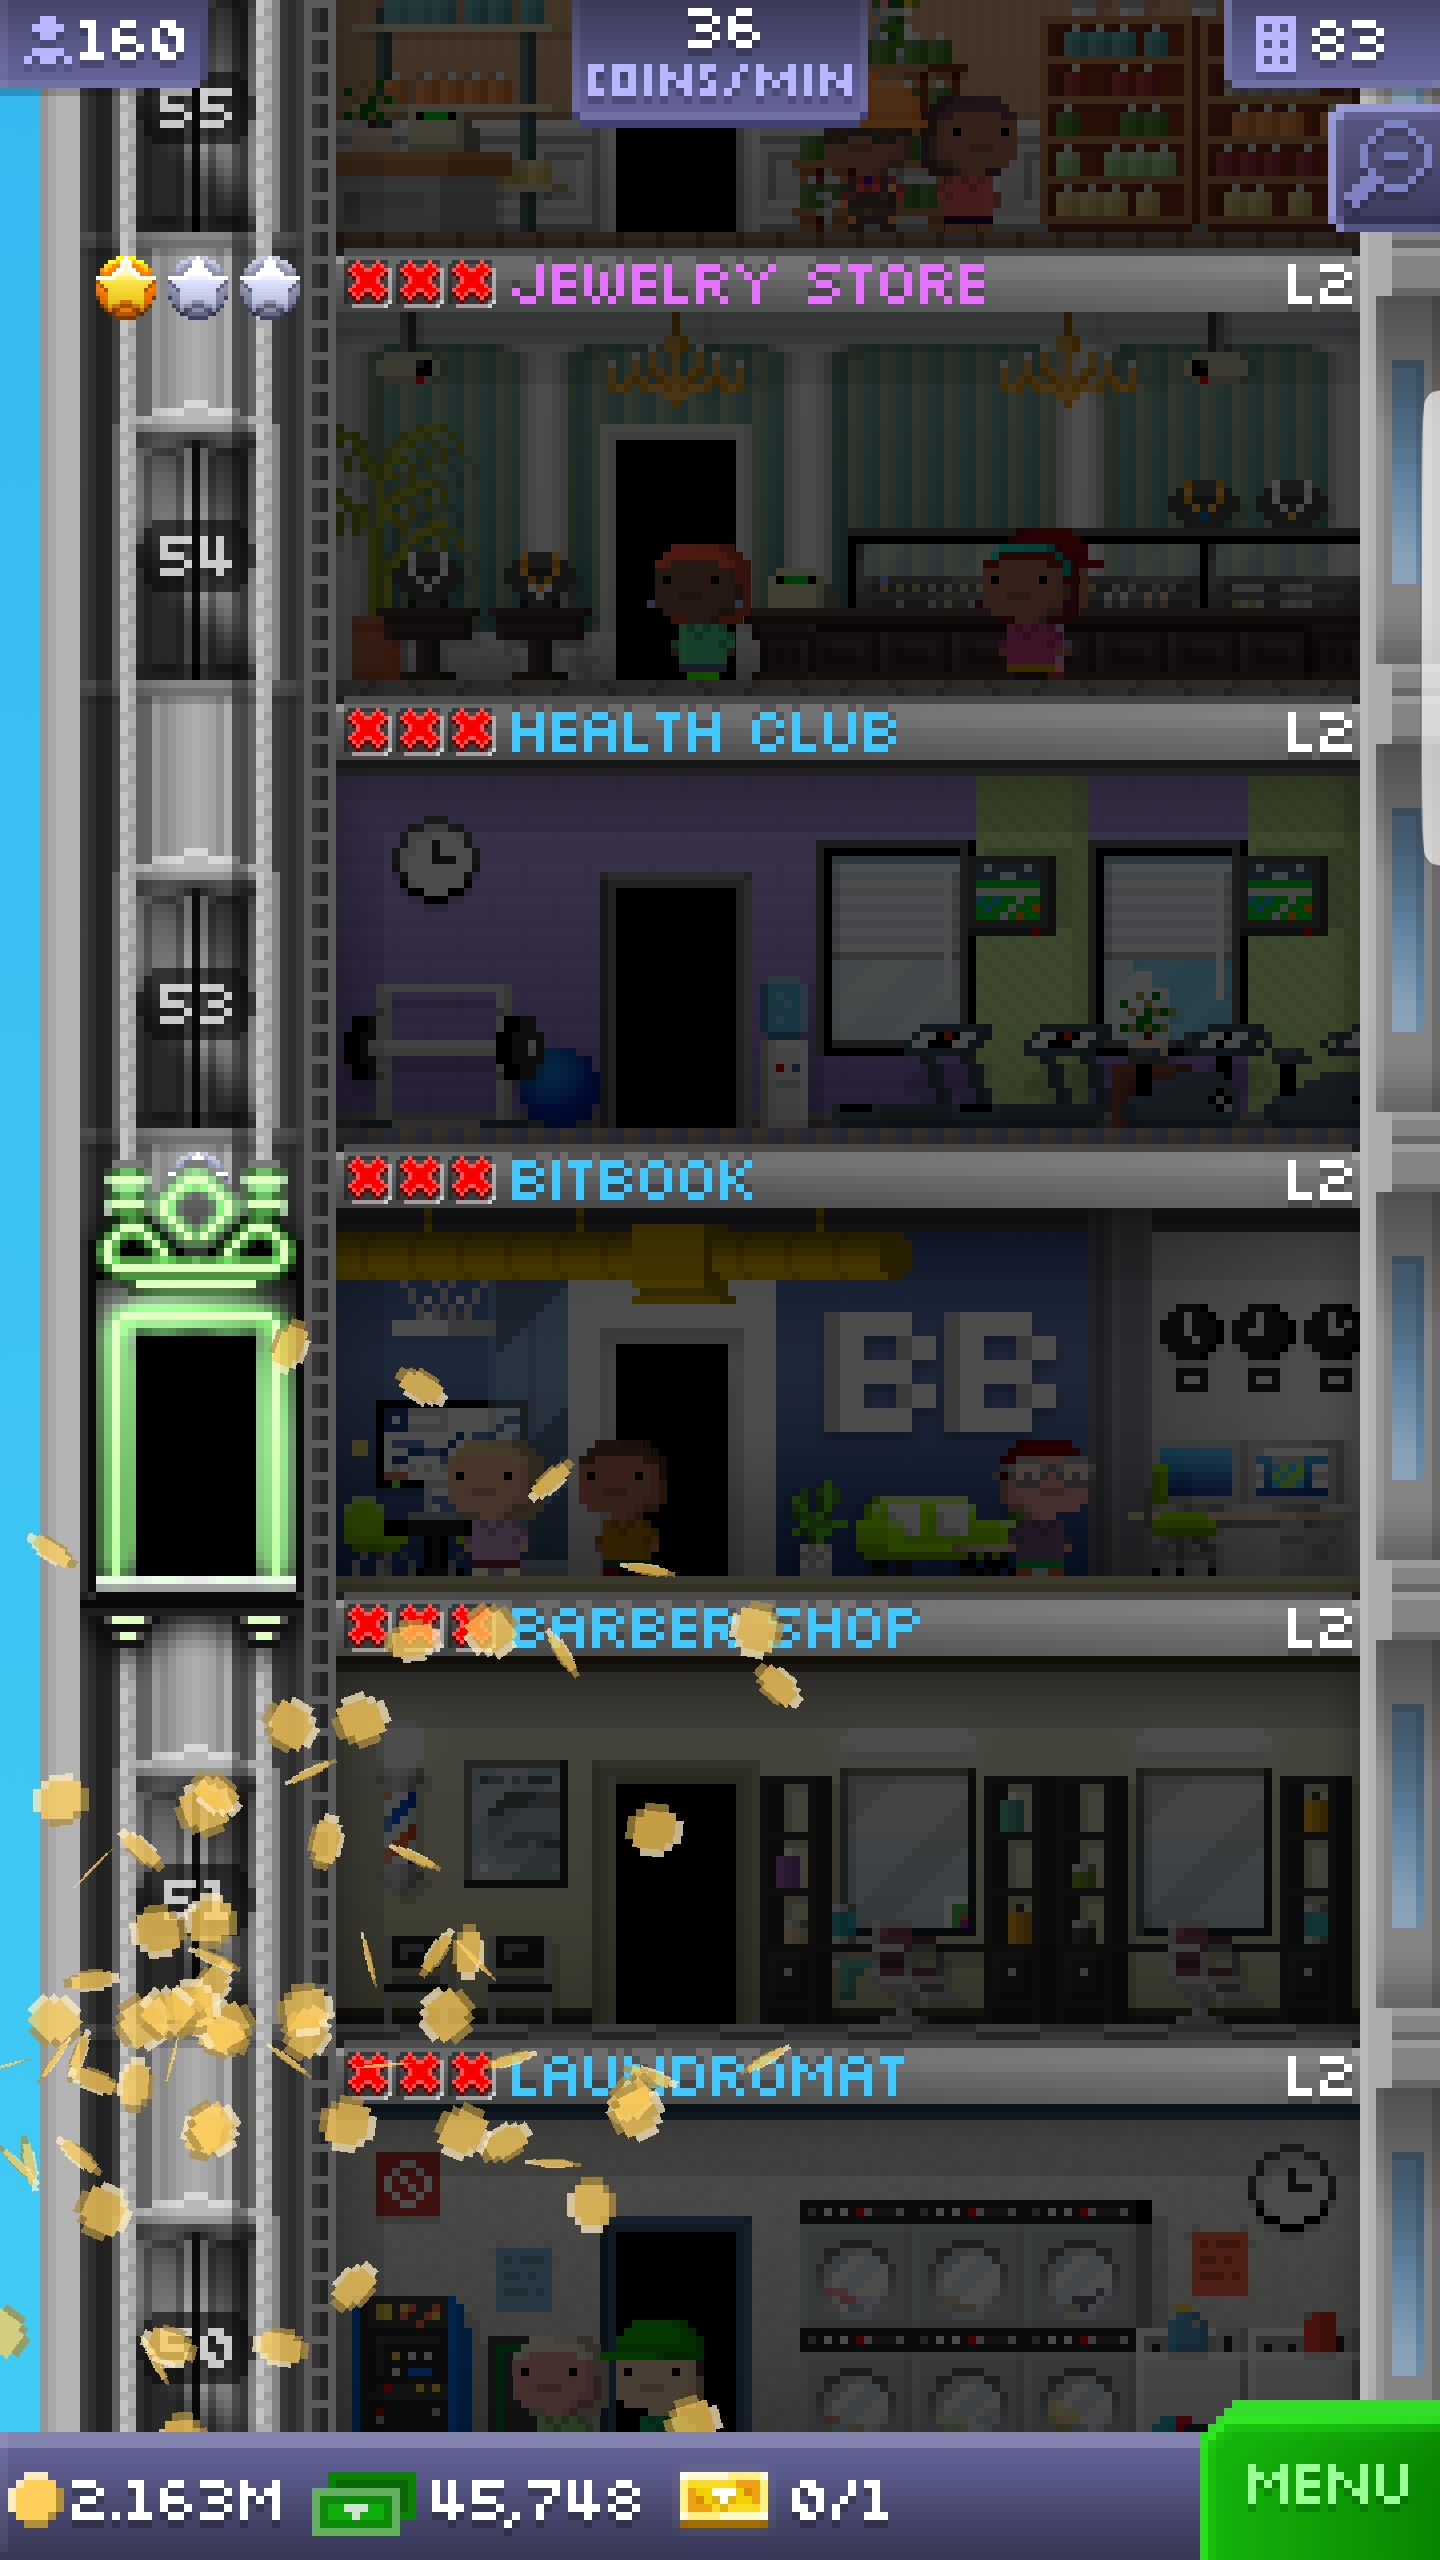 160
36
COINS/MIN
83
55
JEWELRY STORE L2
54
HEALTH CLUB L2
53
BITBOOK L2
BB
BARBER SHOP L2
51
LAUNDROMAT L2
50
2.163M 45,748 0/1 MENU